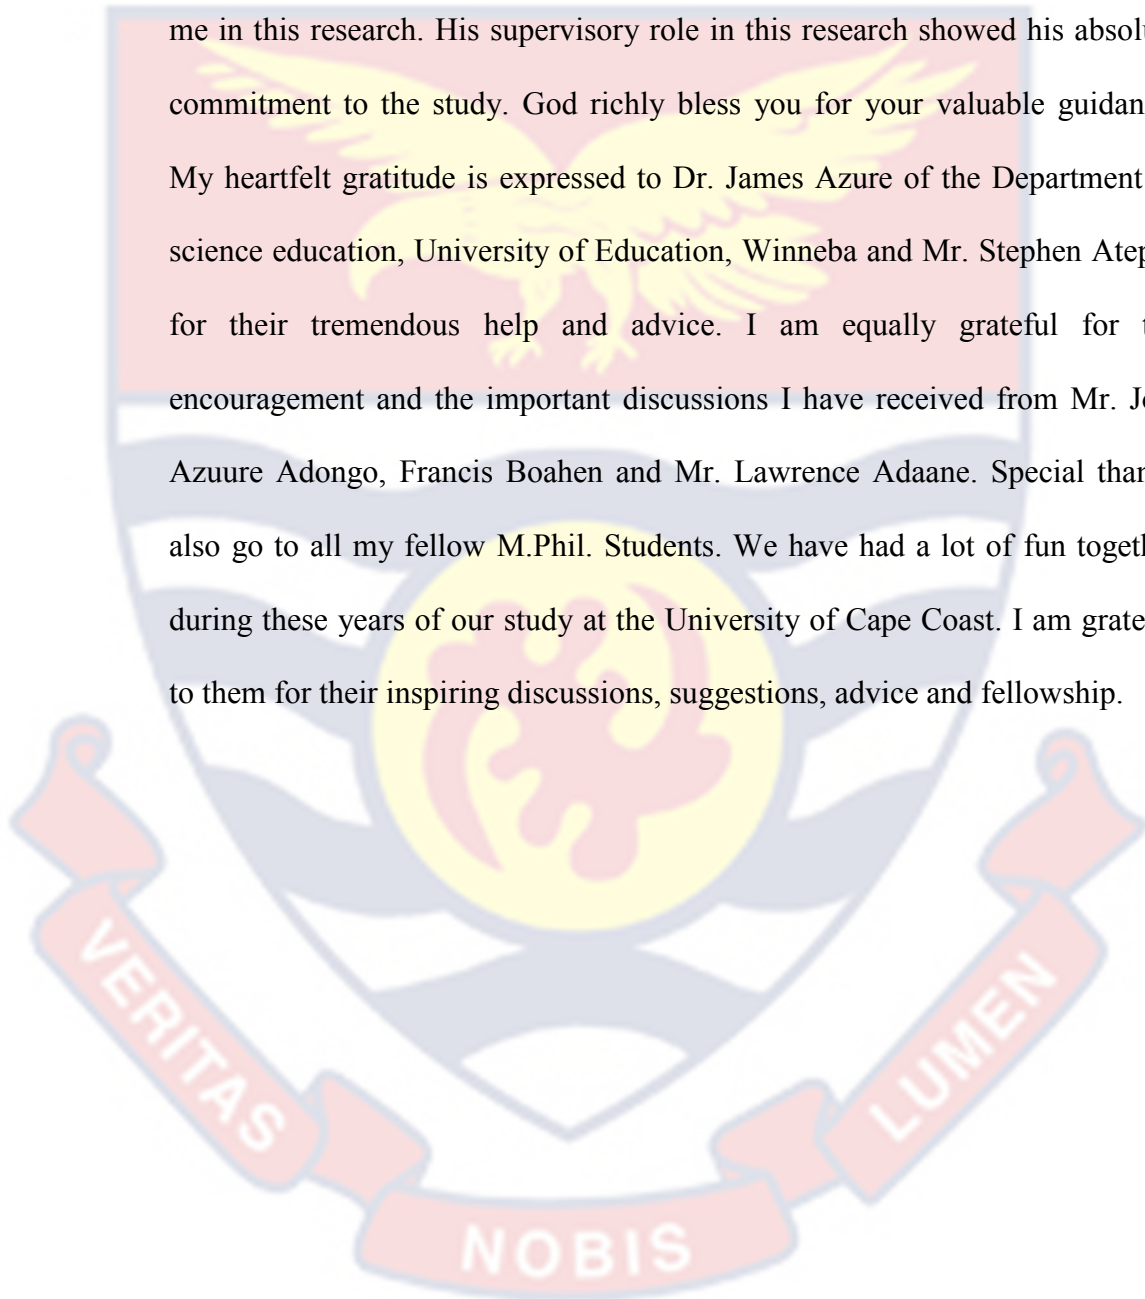 me in this research. His supervisory role in this research showed his absolu
commitment to the study. God richly bless you for your valuable guidan
My heartfelt gratitude is expressed to Dr. James Azure of the Department
science education, University of Education, Winneba and Mr. Stephen Atep
for their tremendous help and advice. I am equally grateful for t
encouragement and the important discussions I have received from Mr. Jo
Azuure Adongo, Francis Boahen and Mr. Lawrence Adaane. Special than
also go to all my fellow M.Phil. Students. We have had a lot of fun togeth
during these years of our study at the University of Cape Coast. I am grate
to them for their inspiring discussions, suggestions, advice and fellowship.
VERITAS
NOBIS
LUMEN